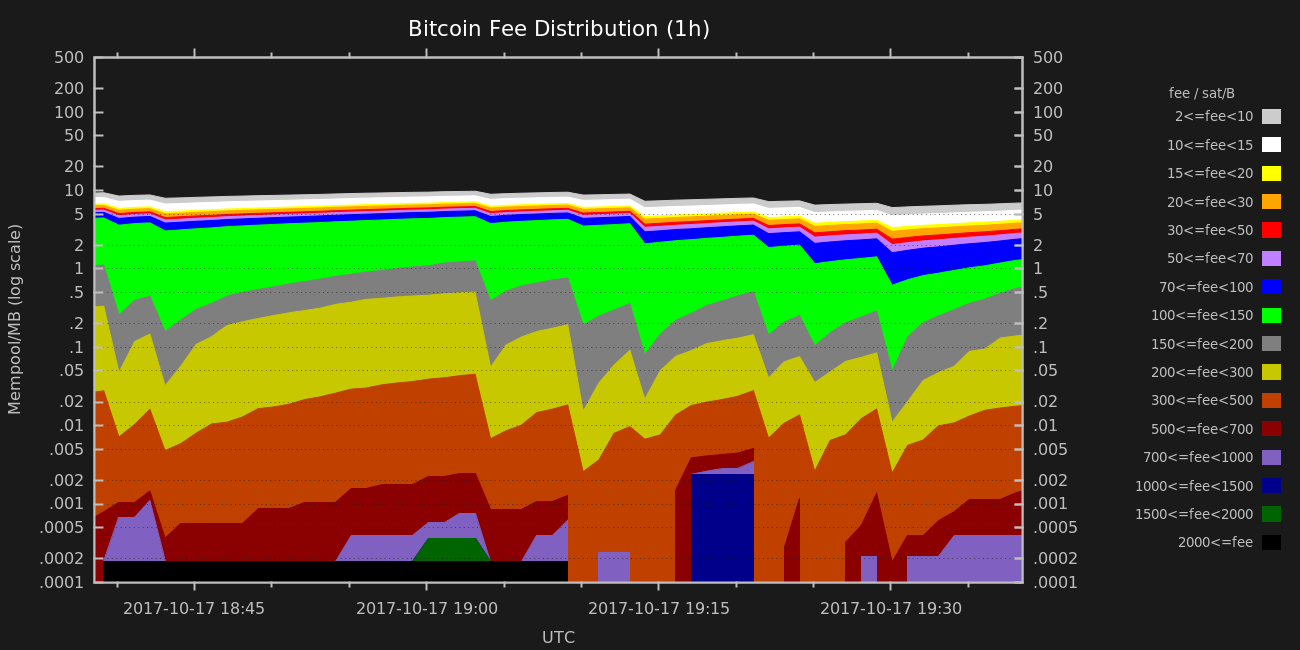 Bitcoin Fee Distribution (1h)
Mempool/MB (log scale)
500
200
100
50
20
10
5
2
1
.5
.2
.1
.05
.02
.01
.005
.002
.001
.0005
.0002
.0001
500
200
100
50
20
10
5
2
1
.5
.2
.1
.05
.02
.01
.005
.002
.001
.0005
.0002
.0001
2017-10-17 18:45
2017-10-17 19:00
2017-10-17 19:15
2017-10-17 19:30
UTC
fee / sat/B
2<=fee<10
10<=fee<15
15<=fee<20
20<=fee<30
30<=fee<50
50<=fee<70
70<=fee<100
100<=fee<150
150<=fee<200
200<=fee<300
300<=fee<500
500<=fee<700
700<=fee<1000
1000<=fee<1500
1500<=fee<2000
2000<=fee